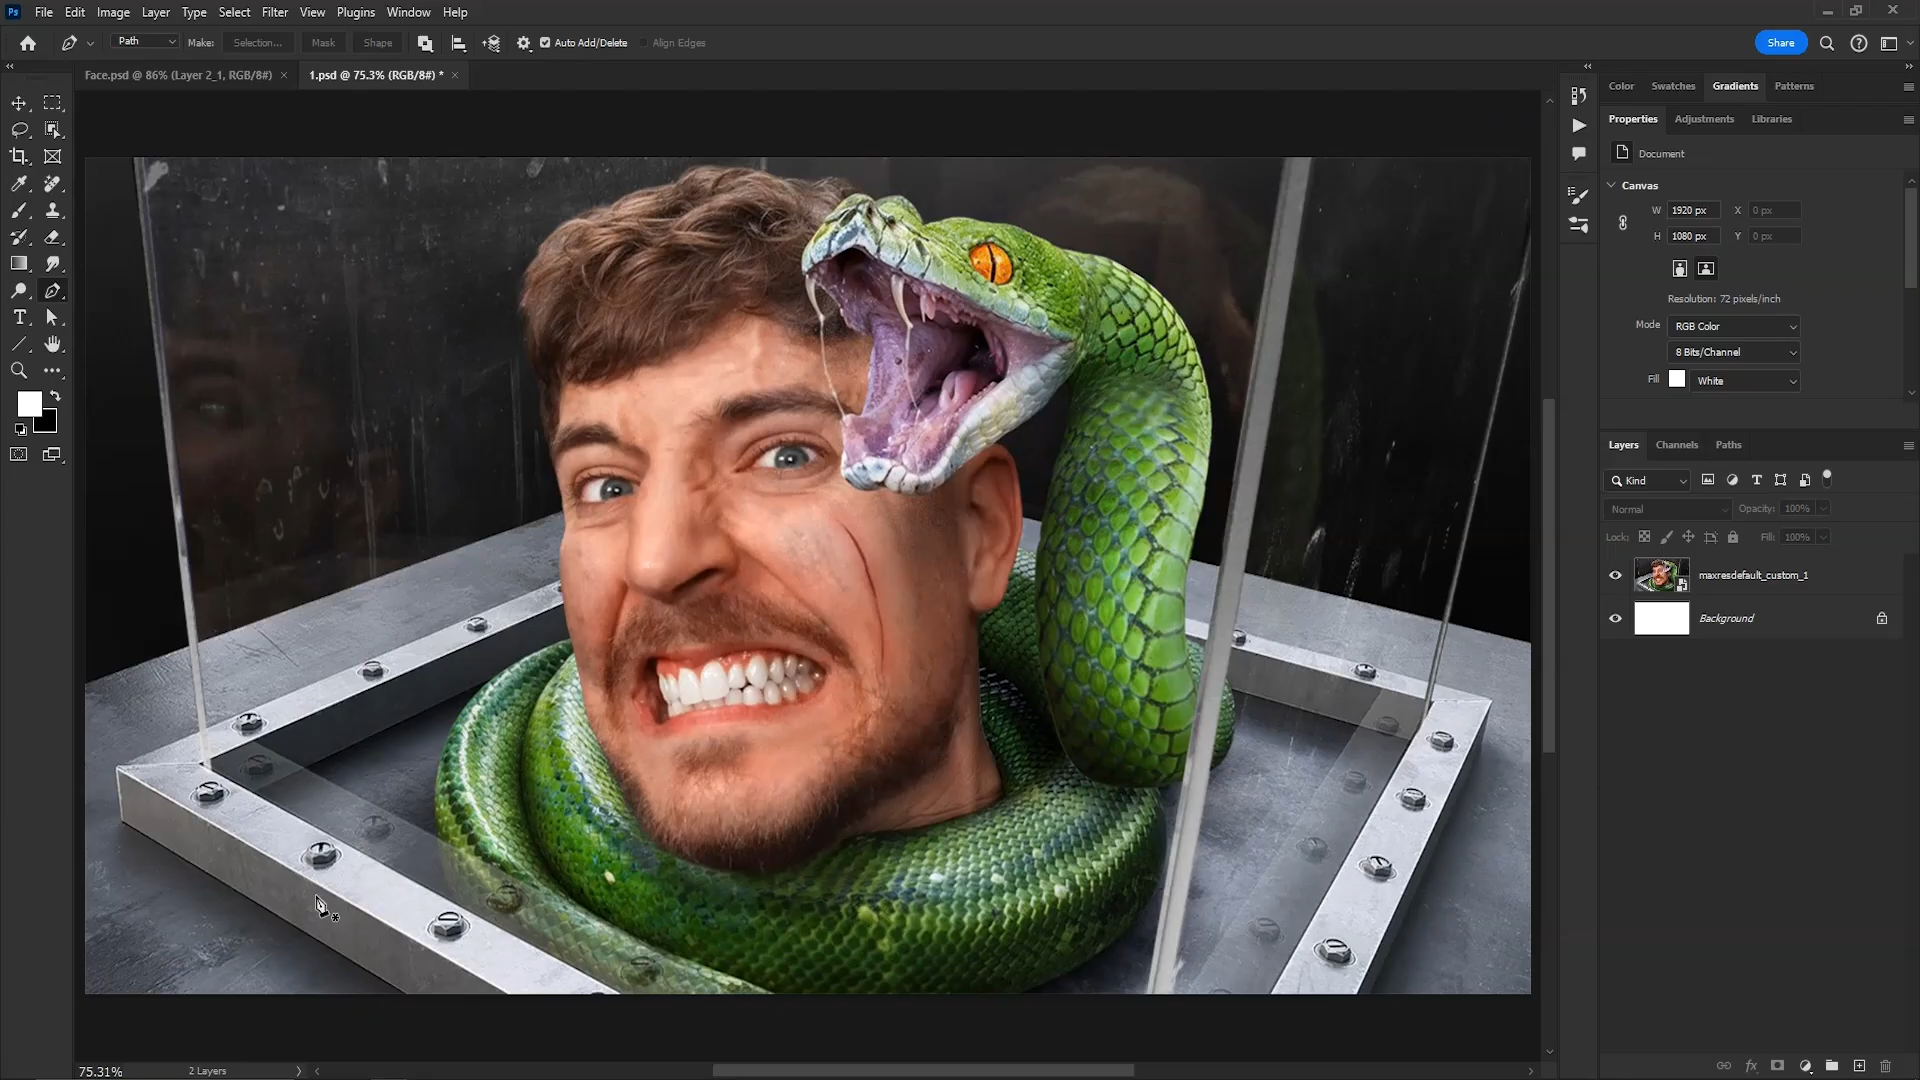 Ps File Edit Image Layer Type Select Filter View Plugins Window Help
Path Make: Selection... Mask Shape Auto Add/Delete Align Edges Share
Face.psd @ 86% (Layer 2_1, RGB/8#) × 1.psd @ 75.3% (RGB/8#) * ×
Color Swatches Gradients Patterns
Properties Adjustments Libraries
Document
Canvas
W 1920 px X 0 px
H 1080 px Y 0 px
Resolution: 72 pixels/inch
Mode RGB Color
8 Bits/Channel
Fill White
Layers Channels Paths
Kind
Normal Opacity: 100%
Lock: Fill: 100%
maxresdefault_custom_1
Background
75.31% 2 Layers